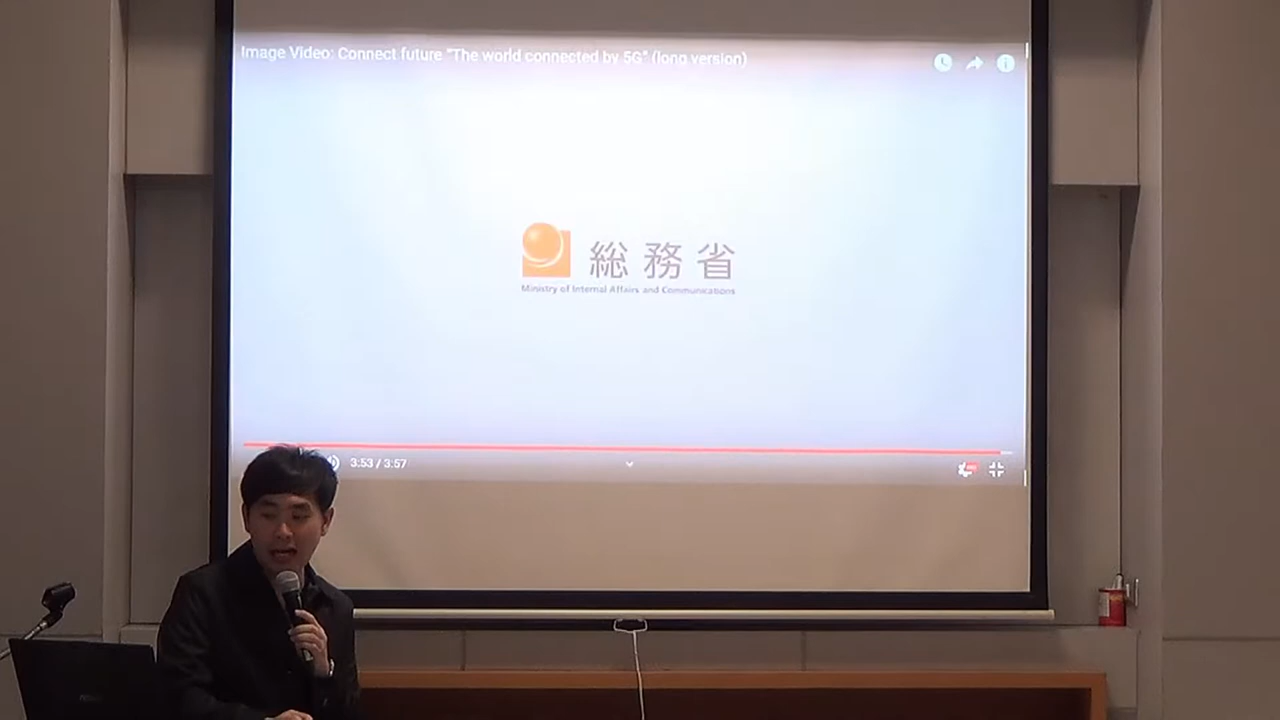 Image Video: Connect future "The world connected by 5G" (long version)
総務省
Ministry of Internal Affairs and Communications
3:53 / 3:57